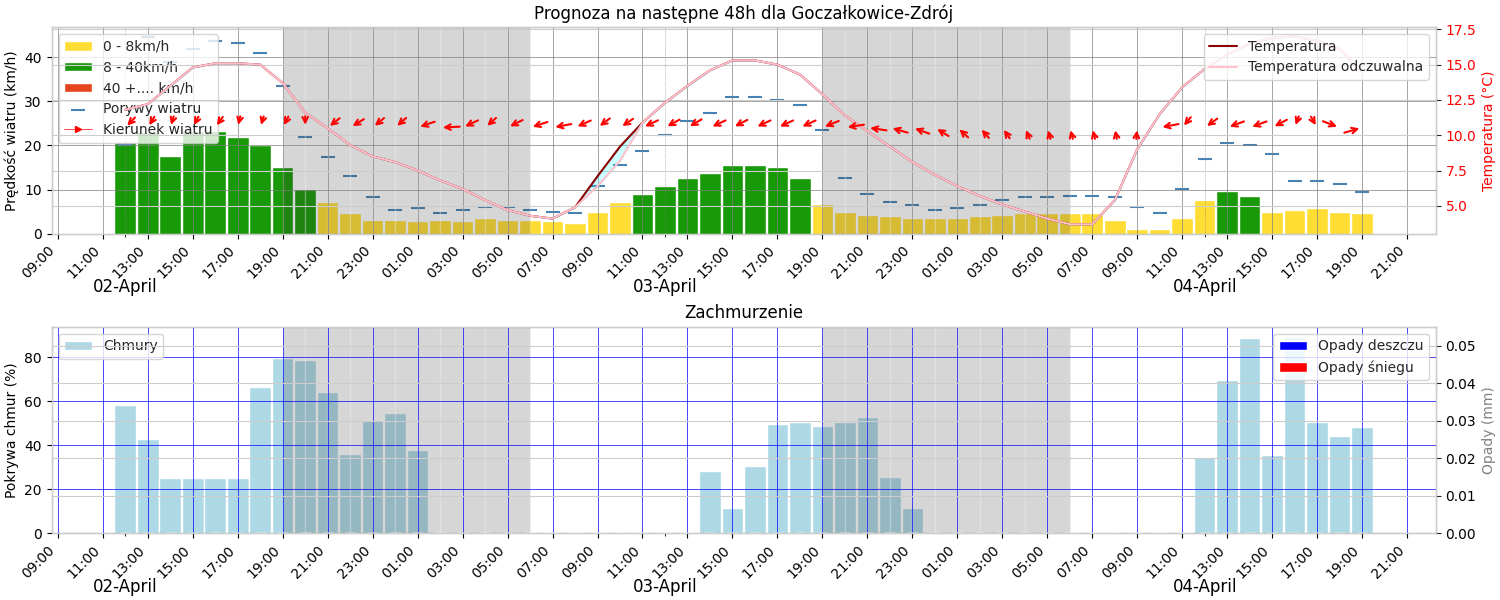 Prognoza na następne 48h dla Goczałkowice-Zdrój
0 - 8km/h
8 - 40km/h
40 +.... km/h
Porywy wiatru
Kierunek wiatru
Temperatura
Temperatura odczuwalna
Prędkość wiatru (km/h)
40
30
20
10
0
17.5
15.0
12.5
10.0
7.5
5.0
Temperatura (°C)
09:00 11:00 13:00 15:00 17:00 19:00 21:00 23:00 01:00 03:00 05:00 07:00 09:00 11:00 13:00 15:00 17:00 19:00 21:00 23:00 01:00 03:00 05:00 07:00 09:00 11:00 13:00 15:00 17:00 19:00 21:00
02-April 03-April 04-April
Zachmurzenie
Chmury
Opady deszczu
Opady śniegu
Pokrywa chmur (%)
80
60
40
20
0
0.05
0.04
0.03
0.02
0.01
0.00
Opady (mm)
09:00 11:00 13:00 15:00 17:00 19:00 21:00 23:00 01:00 03:00 05:00 07:00 09:00 11:00 13:00 15:00 17:00 19:00 21:00 23:00 01:00 03:00 05:00 07:00 09:00 11:00 13:00 15:00 17:00 19:00 21:00
02-April 03-April 04-April